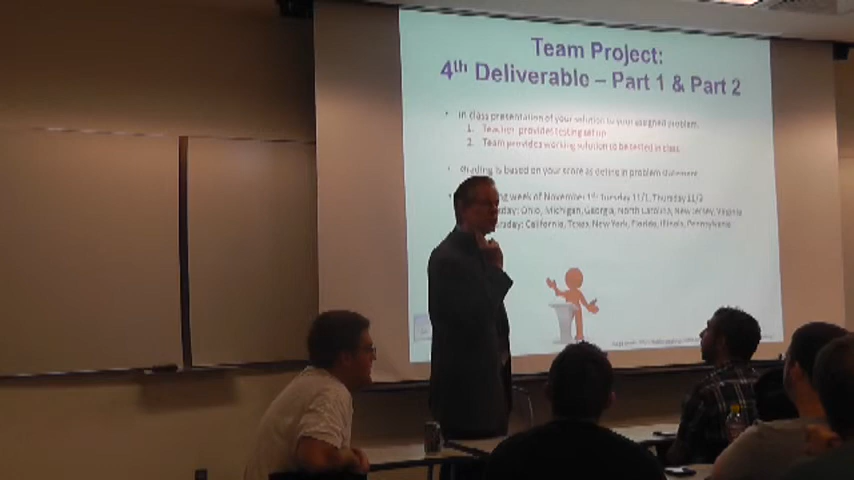 Team Project:
4th Deliverable – Part 1 & Part 2
• In class presentation of your solution to your assigned problem.
1. Teacher provides testing set up
2. Team provides working solution to be tested in class.
• Grading is based on your score as define in problem statement
week of November 1st: Tuesday 11/1, Thursday 11/3
Ohio, Michigan, Georgia, North Carolina, New Jersey, Virginia
California, Texas, New York, Florida, Illinois, Pennsylvania